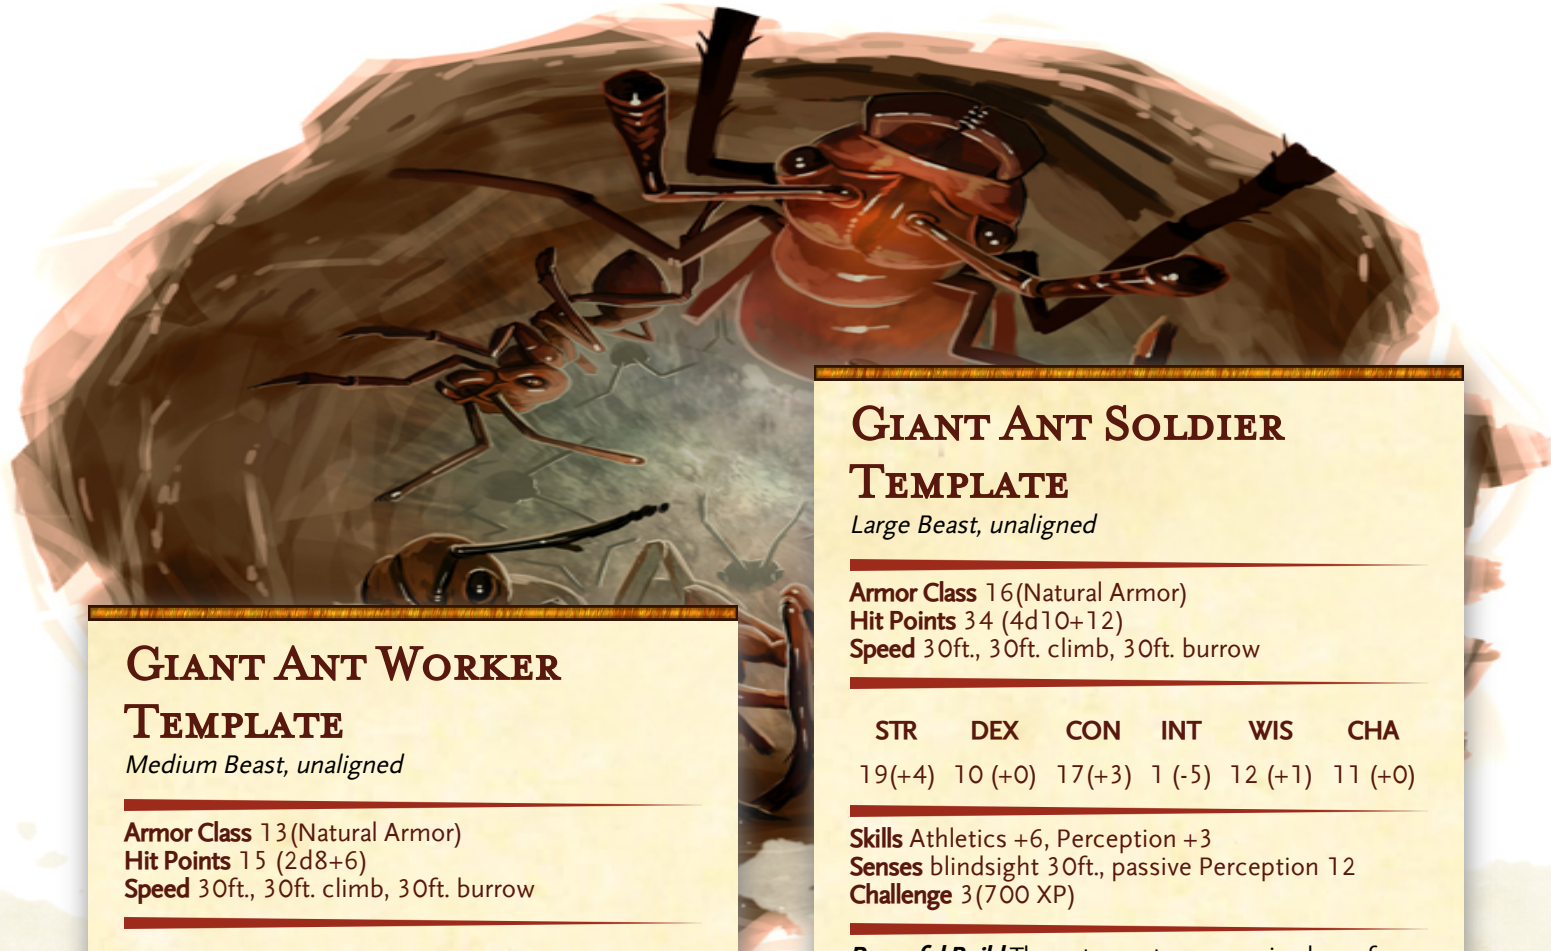 Giant Ant Soldier
Template
Large Beast, unaligned
Armor Class 16(Natural Armor)
Hit Points 34 (4d10+12)
Speed 30ft., 30ft. climb, 30ft. burrow
STR DEX CON INT WIS CHA
19(+4) 10 (+0) 17(+3) 1 (-5) 12 (+1) 11 (+0)
Skills Athletics +6, Perception +3
Senses blindsight 30ft., passive Perception 12
Challenge 3(700 XP)
Giant Ant Worker
Template
Medium Beast, unaligned
Armor Class 13(Natural Armor)
Hit Points 15 (2d8+6)
Speed 30ft., 30ft. climb, 30ft. burrow